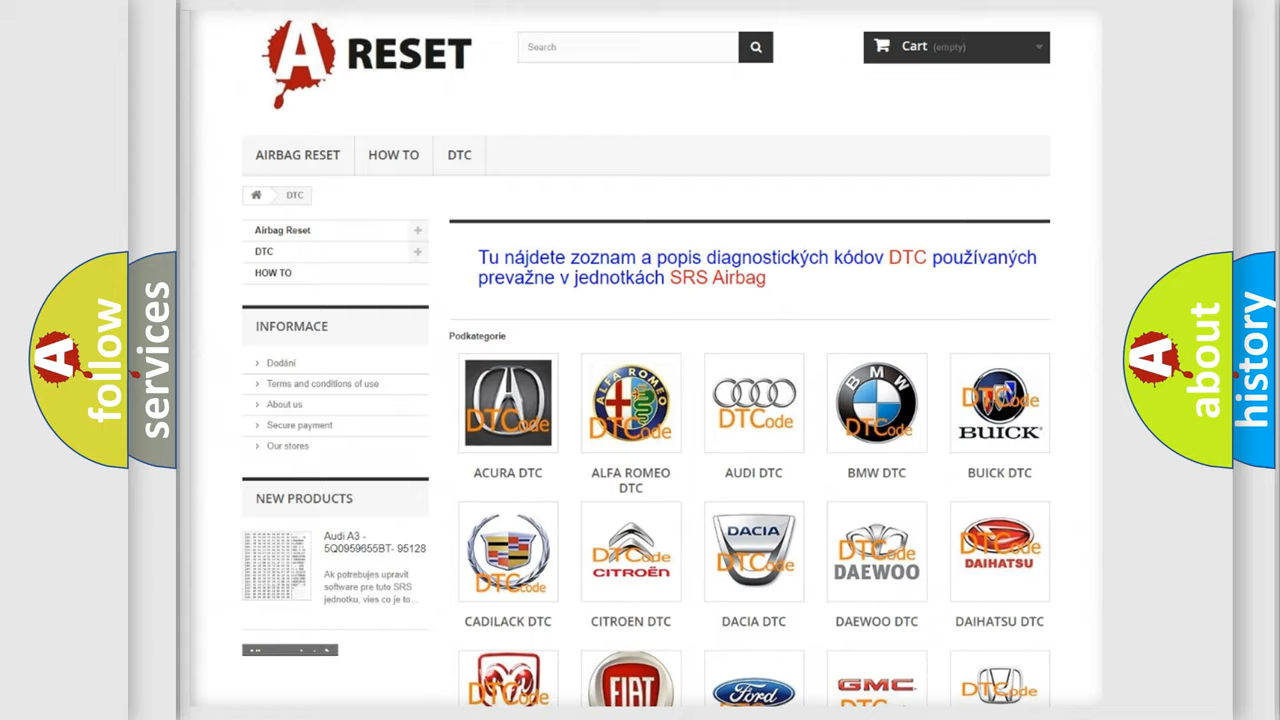 A RESET
Search
Cart (empty)
AIRBAG RESET
HOW TO
DTC
DTC
Airbag Reset
DTC
HOW TO
Tu nájdete zoznam a popis diagnostických kódov DTC používaných
prevažne v jednotkách SRS Airbag
INFORMACE
Dodání
Terms and conditions of use
About us
Secure payment
Our stores
Podkategorie
DTCode
ALFA ROMEO
DTCode
DTCode
BMW
DTCode
DTCode
BUICK
ACURA DTC
ALFA ROMEO
DTC
AUDI DTC
BMW DTC
BUICK DTC
NEW PRODUCTS
Audi A3 -
5Q0959655BT- 95128
Ak potrebujes upravit
software pre tuto SRS
jednotku, vies co je to...
DTCode
DTCode
CITROËN
DACIA
DTCode
DTCode
DAEWOO
DTCode
DAIHATSU
CADILACK DTC
CITROEN DTC
DACIA DTC
DAEWOO DTC
DAIHATSU DTC
DTCode
FIAT
Ford
GMC
DTCode
A follow
services
A about
history